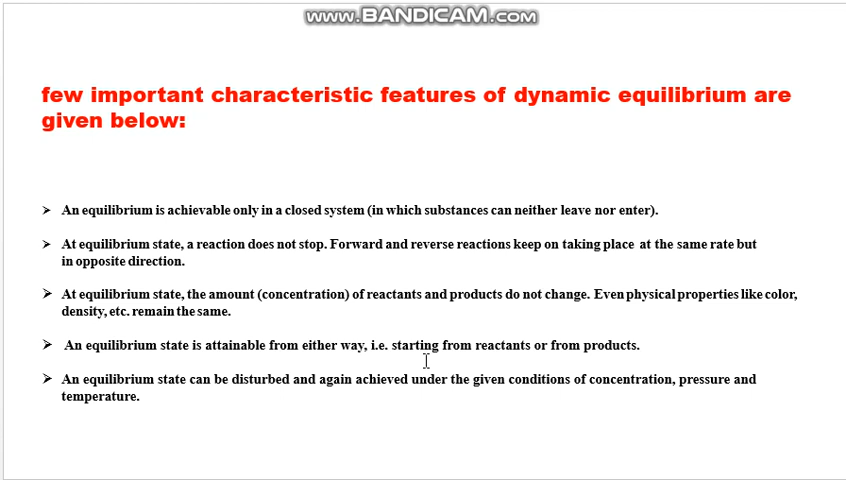 www.BANDICAM.com
few important characteristic features of dynamic equilibrium are
given below:
➢ An equilibrium is achievable only in a closed system (in which substances can neither leave nor enter).
➢ At equilibrium state, a reaction does not stop. Forward and reverse reactions keep on taking place at the same rate but
in opposite direction.
➢ At equilibrium state, the amount (concentration) of reactants and products do not change. Even physical properties like color,
density, etc. remain the same.
➢ An equilibrium state is attainable from either way, i.e. starting from reactants or from products.
➢ An equilibrium state can be disturbed and again achieved under the given conditions of concentration, pressure and
temperature.